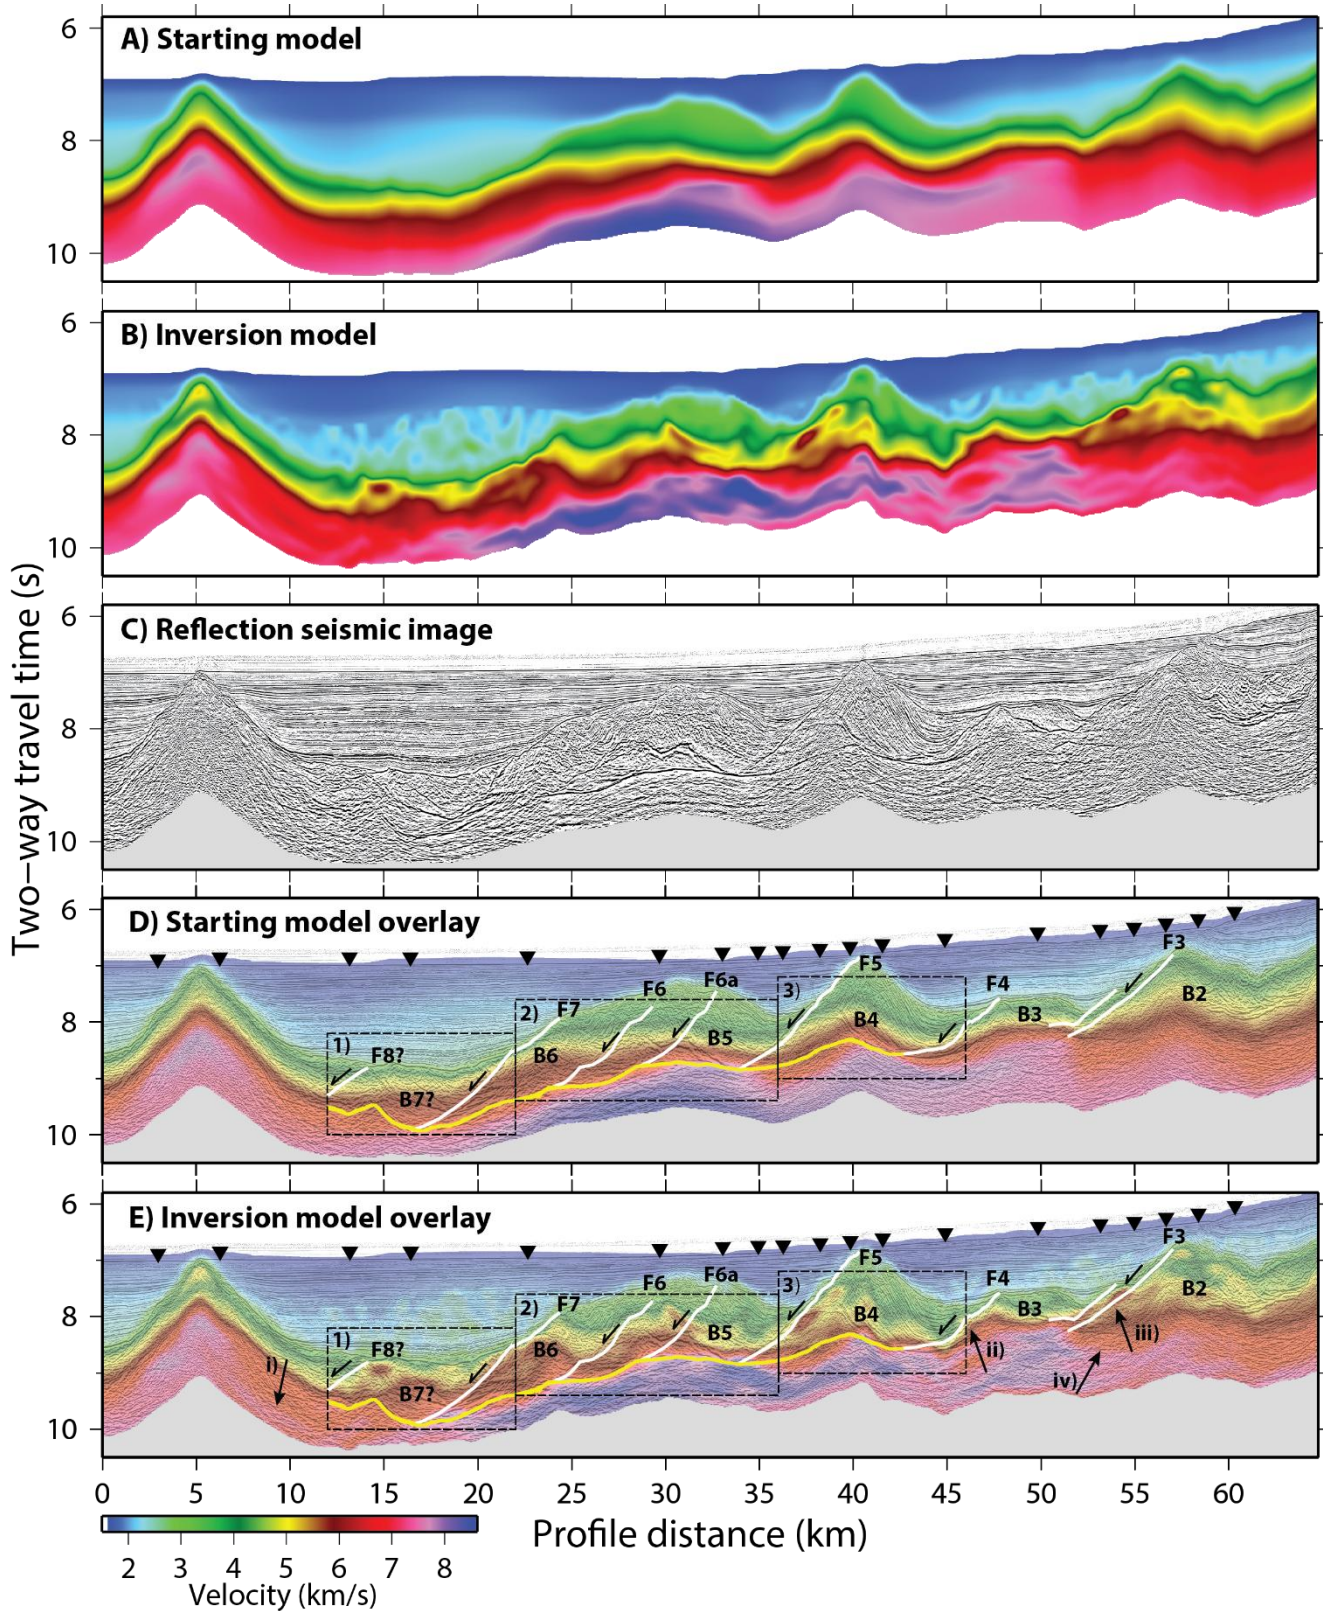 A) Starting model
6
8
10
B) Inversion model
6
8
10
C) Reflection seismic image
6
8
10
Two-way travel time (s)
D) Starting model overlay
6
8
10
1)
F8?
B7?
2)
F7
B6
F6
F6a
B5
3)
F5
B4
F4
B3
F3
B2
E) Inversion model overlay
6
8
10
i)
1)
F8?
B7?
2)
F7
B6
F6
F6a
B5
3)
F5
B4
F4
ii)
B3
iv)
iii)
F3
B2
0 5 10 15 20 25 30 35 40 45 50 55 60
Profile distance (km)
2 3 4 5 6 7 8
Velocity (km/s)